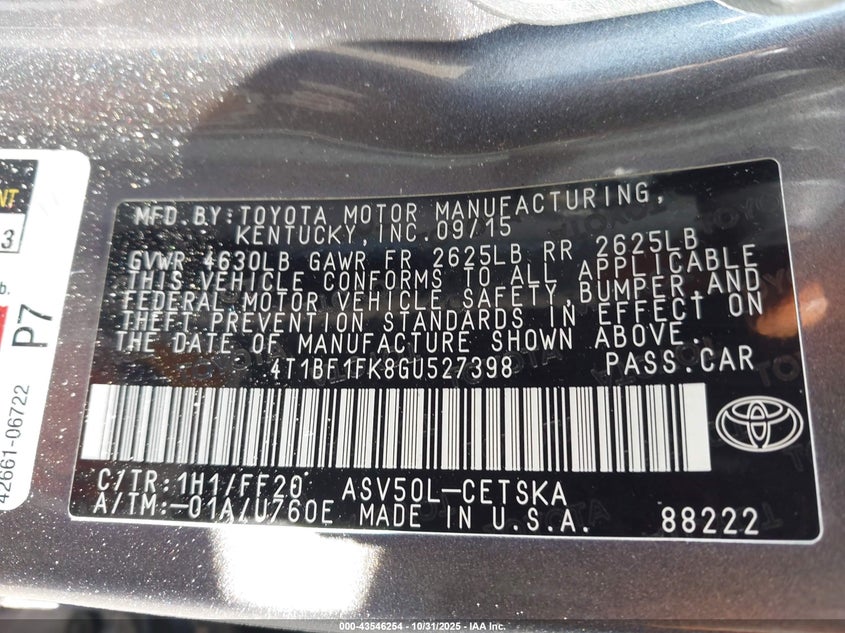 NT
3
b.
P7
42661-06722
MFD.BY:TOYOTA MOTOR MANUFACTURING,
KENTUCKY,INC.09/15
GVWR 4630LB GAWR FR 2625LB RR 2625LB
THIS VEHICLE CONFORMS TO ALL APPLICABLE
FEDERAL MOTOR VEHICLE SAFETY,BUMPER,AND
THEFT PREVENTION STANDARDS IN EFFECT ON
THE DATE OF MANUFACTURE SHOWN ABOVE.
4T1BF1FK8GU527398 PASS.CAR
C/TR:1H1/FF20 ASV50L-CETSKA
A/TM:-01A/U760E MADE IN U.S.A. 88222
000-43546254 - 10/31/2025 - IAA Inc.